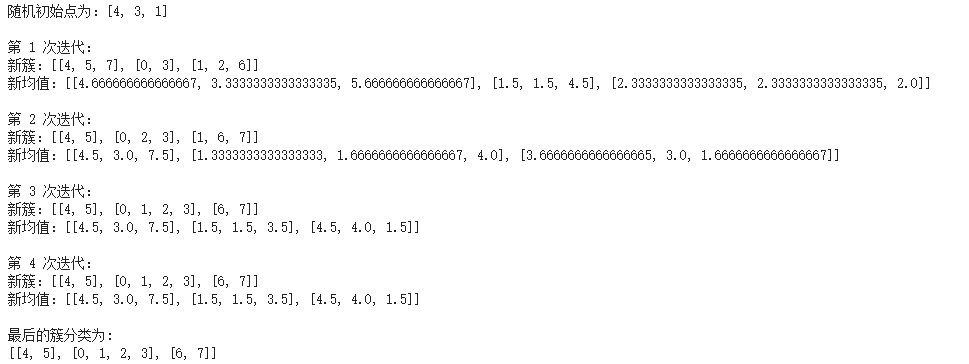 随机初始点为: [4, 3, 1]
第 1 次迭代:
新簇: [[4, 5, 7], [0, 3], [1, 2, 6]]
新均值: [[4.666666666666667, 3.3333333333333335, 5.666666666666667], [1.5, 1.5, 4.5], [2.3333333333333335, 2.3333333333333335, 2.0]]
第 2 次迭代:
新簇: [[4, 5], [0, 2, 3], [1, 6, 7]]
新均值: [[4.5, 3.0, 7.5], [1.3333333333333333, 1.6666666666666667, 4.0], [3.6666666666666665, 3.0, 1.6666666666666667]]
第 3 次迭代:
新簇: [[4, 5], [0, 1, 2, 3], [6, 7]]
新均值: [[4.5, 3.0, 7.5], [1.5, 1.5, 3.5], [4.5, 4.0, 1.5]]
第 4 次迭代:
新簇: [[4, 5], [0, 1, 2, 3], [6, 7]]
新均值: [[4.5, 3.0, 7.5], [1.5, 1.5, 3.5], [4.5, 4.0, 1.5]]
最后的簇分类为:
[[4, 5], [0, 1, 2, 3], [6, 7]]